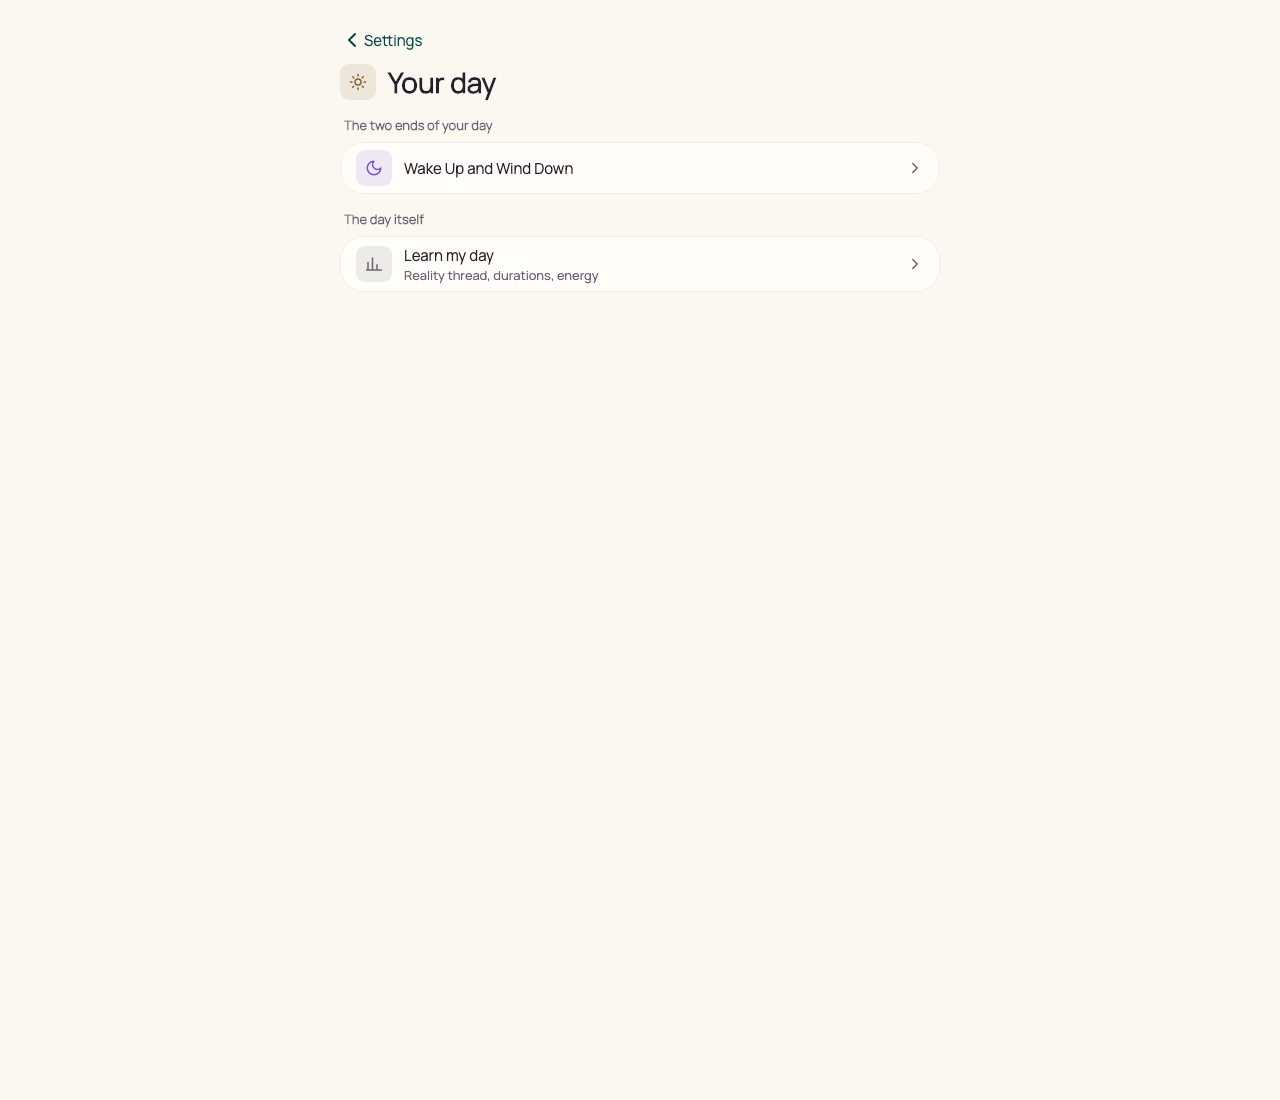 Settings
Your day
The two ends of your day
Wake Up and Wind Down
The day itself
Learn my day
Reality thread, durations, energy